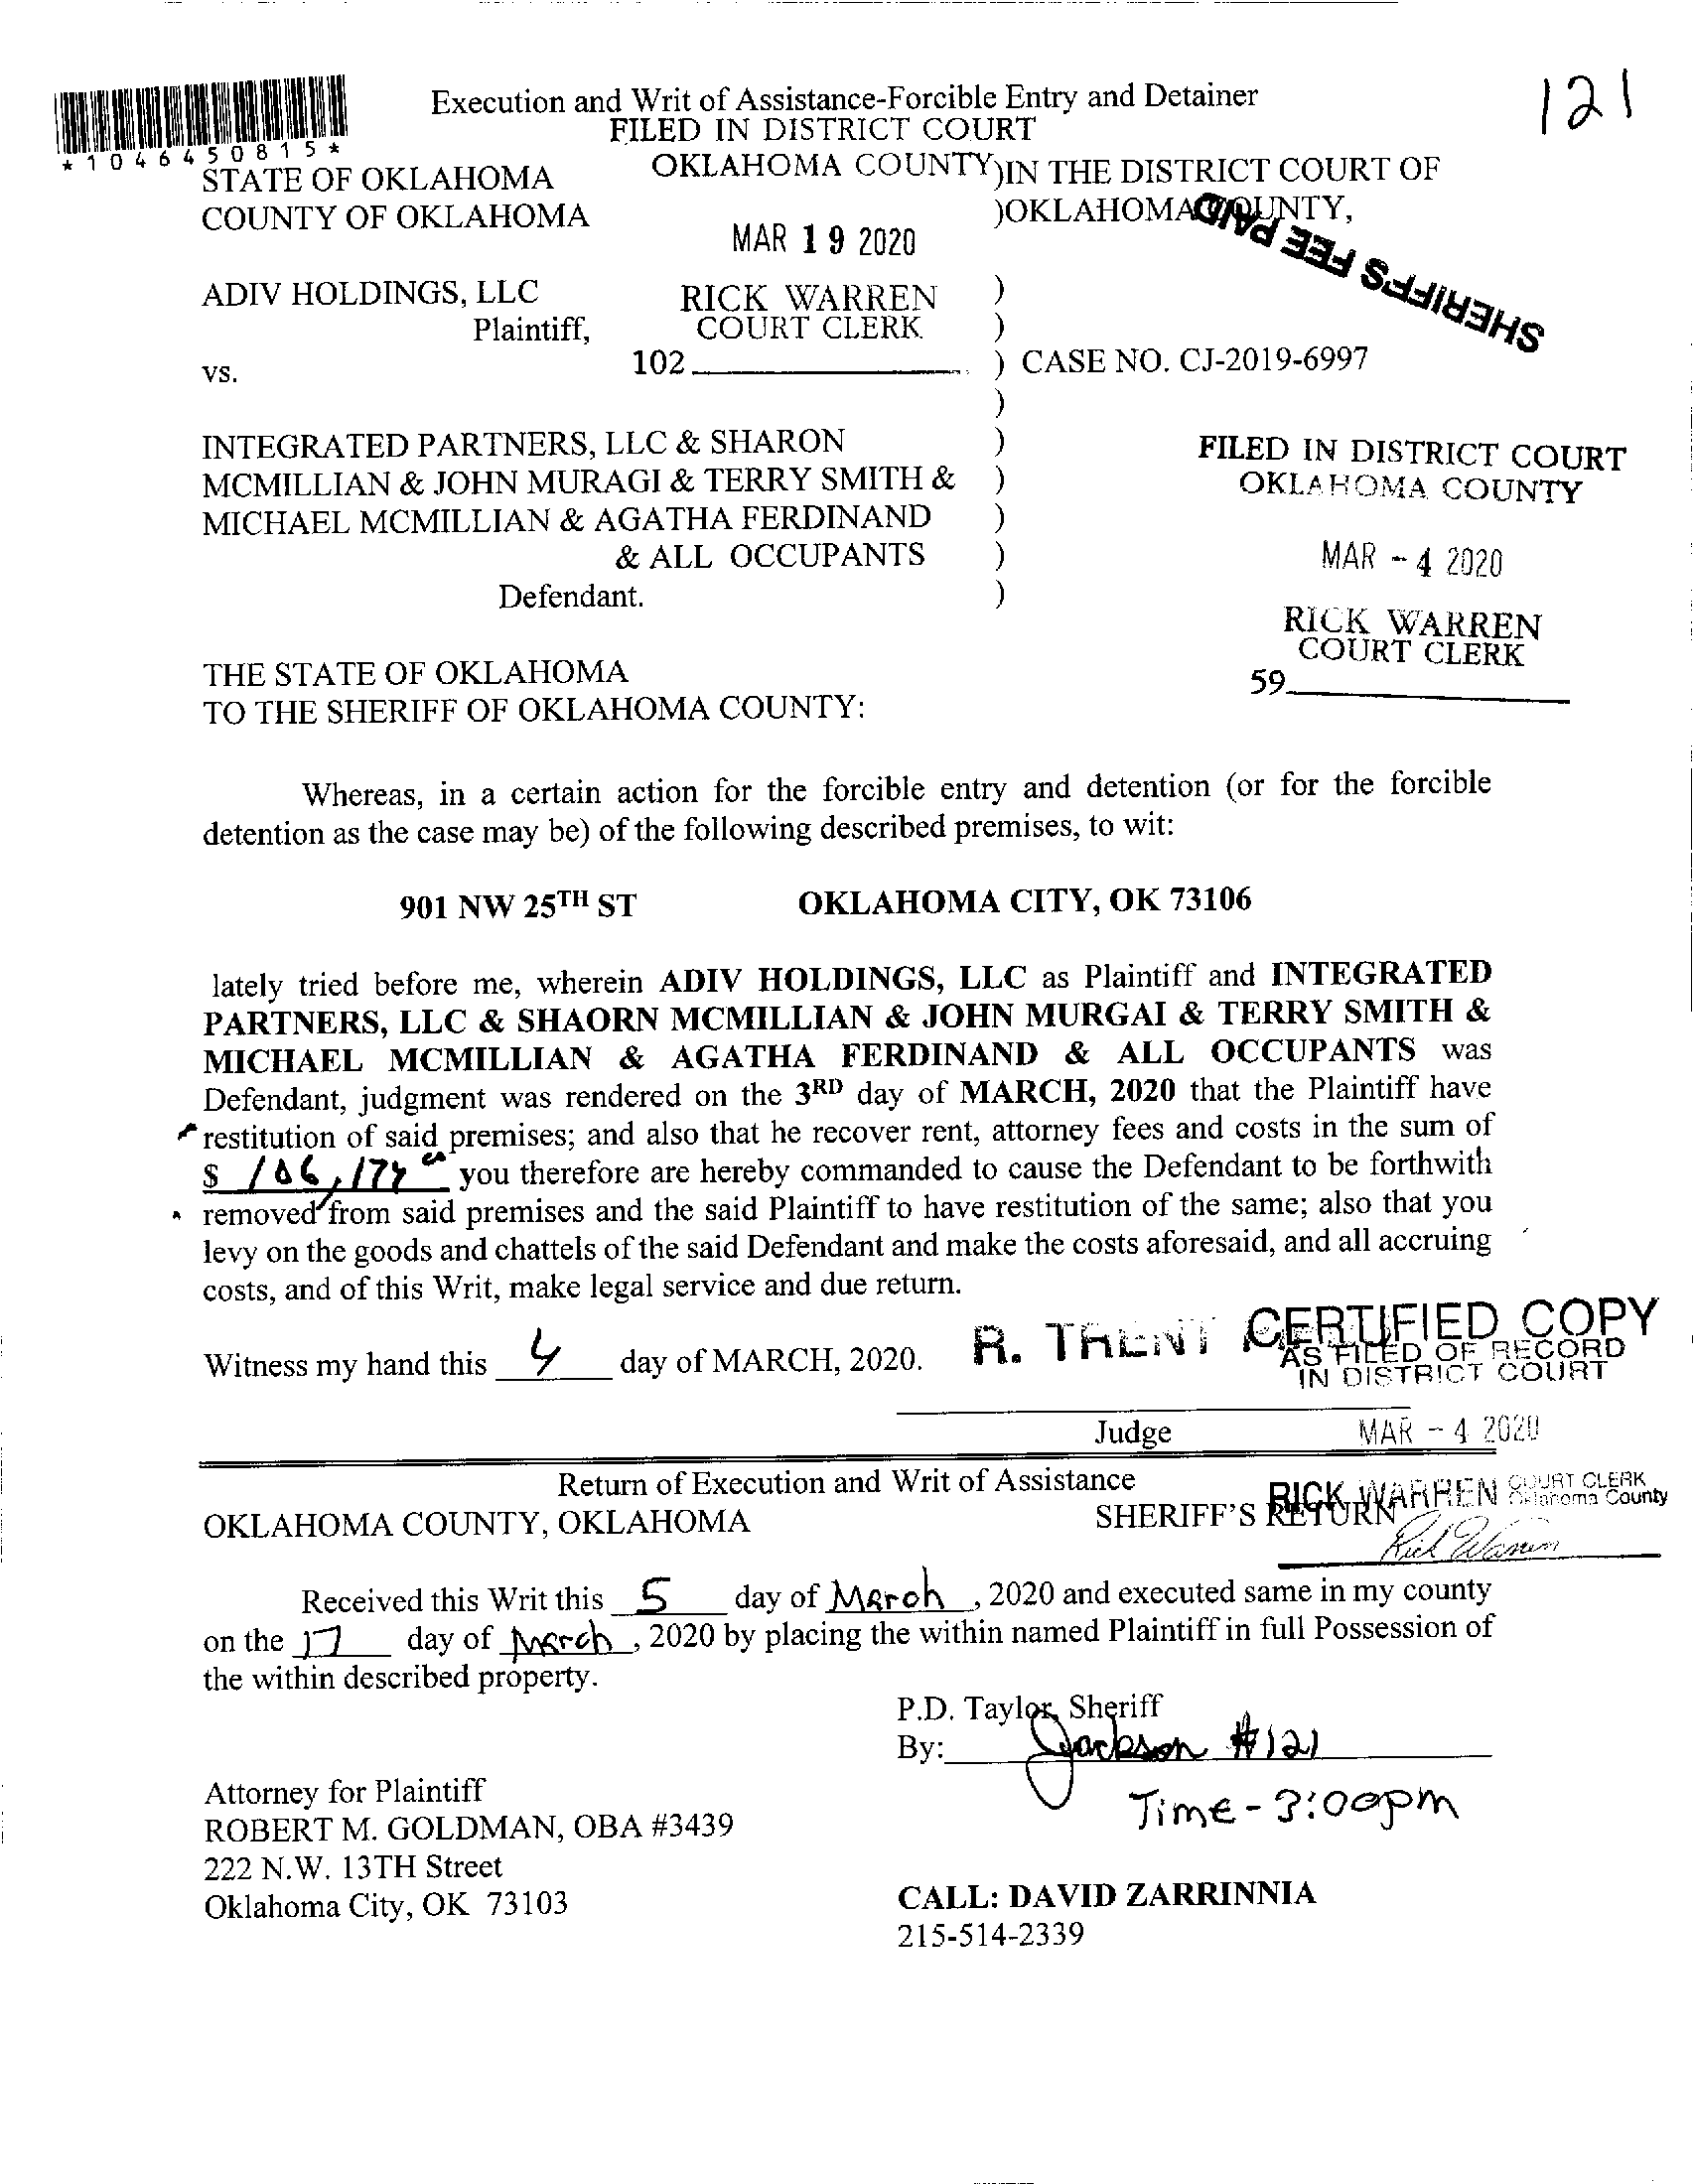 121
Execution and Writ of Assistance-Forcible Entry and Detainer
FILED IN DISTRICT COURT
OKLAHOMA COUNTY
*1046450815*
STATE OF OKLAHOMA )IN THE DISTRICT COURT OF
COUNTY OF OKLAHOMA )OKLAHOMA COUNTY,
SHERIFFS FEE PAID
MAR 19 2020
ADIV HOLDINGS, LLC )
RICK WARREN
Plaintiff, )
COURT CLERK
102
vs. ) CASE NO. CJ-2019-6997
)
INTEGRATED PARTNERS, LLC & SHARON )
MCMILLIAN & JOHN MURAGI & TERRY SMITH & )
MICHAEL MCMILLIAN & AGATHA FERDINAND )
& ALL OCCUPANTS )
Defendant. )
FILED IN DISTRICT COURT
OKLAHOMA COUNTY
MAR - 4 2020
RICK WARREN
COURT CLERK
59
THE STATE OF OKLAHOMA
TO THE SHERIFF OF OKLAHOMA COUNTY:
Whereas, in a certain action for the forcible entry and detention (or for the forcible
detention as the case may be) of the following described premises, to wit:
901 NW 25TH ST OKLAHOMA CITY, OK 73106
lately tried before me, wherein ADIV HOLDINGS, LLC as Plaintiff and INTEGRATED
PARTNERS, LLC & SHAORN MCMILLIAN & JOHN MURGAI & TERRY SMITH &
MICHAEL MCMILLIAN & AGATHA FERDINAND & ALL OCCUPANTS was
Defendant, judgment was rendered on the 3RD day of MARCH, 2020 that the Plaintiff have
restitution of said premises; and also that he recover rent, attorney fees and costs in the sum of
$ you therefore are hereby commanded to cause the Defendant to be forthwith
removed from said premises and the said Plaintiff to have restitution of the same; also that you
levy on the goods and chattels of the said Defendant and make the costs aforesaid, and all accruing
costs, and of this Writ, make legal service and due return.
Witness my hand this 4 day of MARCH, 2020.
R. TRENT
CERTIFIED COPY
AS FILED OF RECORD
IN DISTRICT COURT
Judge
MAR - 4 2020
Return of Execution and Writ of Assistance
RICK WARREN COURT CLERK
Oklahoma County
OKLAHOMA COUNTY, OKLAHOMA SHERIFF'S RETURN
Rick Warren
Received this Writ this 5 day of March, 2020 and executed same in my county
on the 17 day of March, 2020 by placing the within named Plaintiff in full Possession of
the within described property.
P.D. Taylor, Sheriff
By: Jackson #121
Time - 3:00pm
Attorney for Plaintiff
ROBERT M. GOLDMAN, OBA #3439
222 N.W. 13TH Street
Oklahoma City, OK 73103
CALL: DAVID ZARRINNIA
215-514-2339